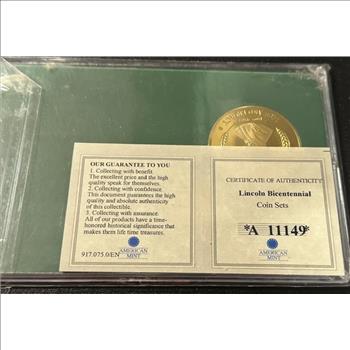 OUR GUARANTEE TO YOU
1. Collecting with benefit.
The excellent price and the high
quality speak for themselves.
2. Collecting with confidence.
This document guarantees the high
quality and absolute authenticity
of this collectible.
3. Collecting with assurance.
All of our products have a time-
honored historical significance that
makes them life time treasures.
AMERICAN
MINT
917.075.0/EN
CERTIFICATE OF AUTHENTICITY
Lincoln Bicentennial
Coin Sets
*A 11149*
AMERICAN
MINT